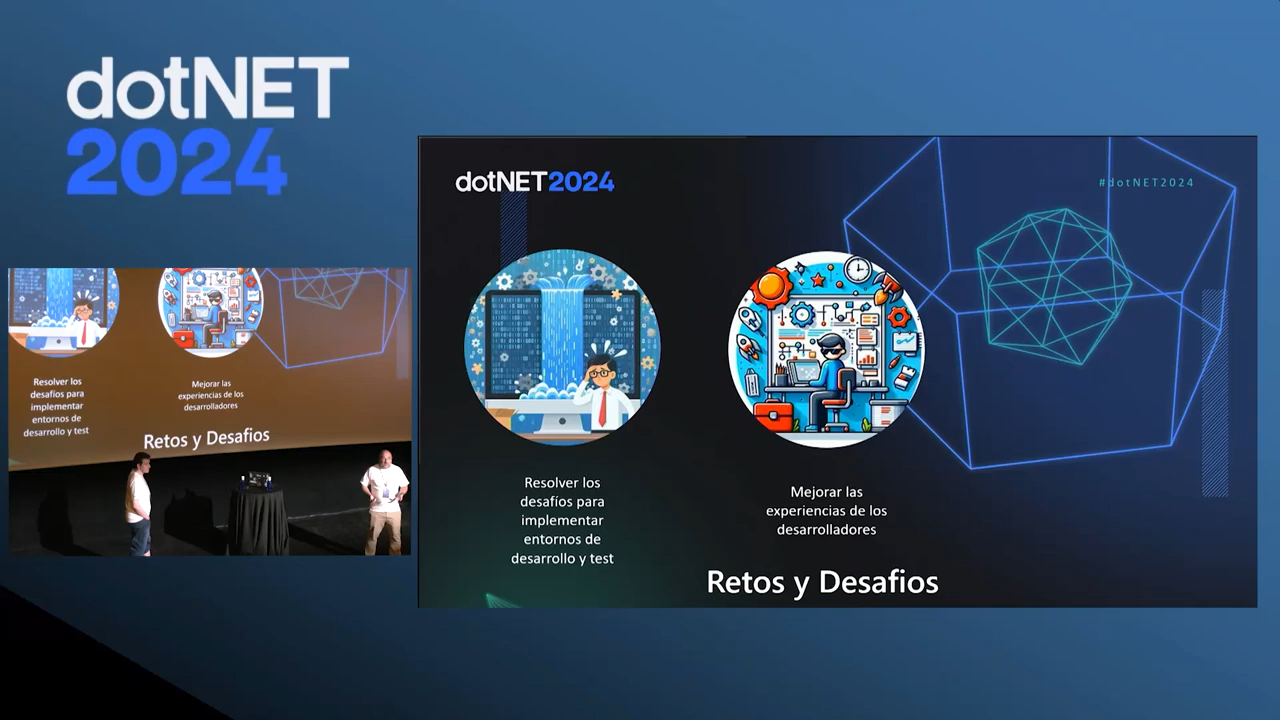 dotNET
2024
dotNET2024
#dotNET2024
Resolver los
desafíos para
implementar
entornos de
desarrollo y test
Mejorar las
experiencias de los
desarrolladores
Retos y Desafios
Resolver los
desafíos para
implementar
entornos de
desarrollo y test
Mejorar las
experiencias de los
desarrolladores
Retos y Desafios